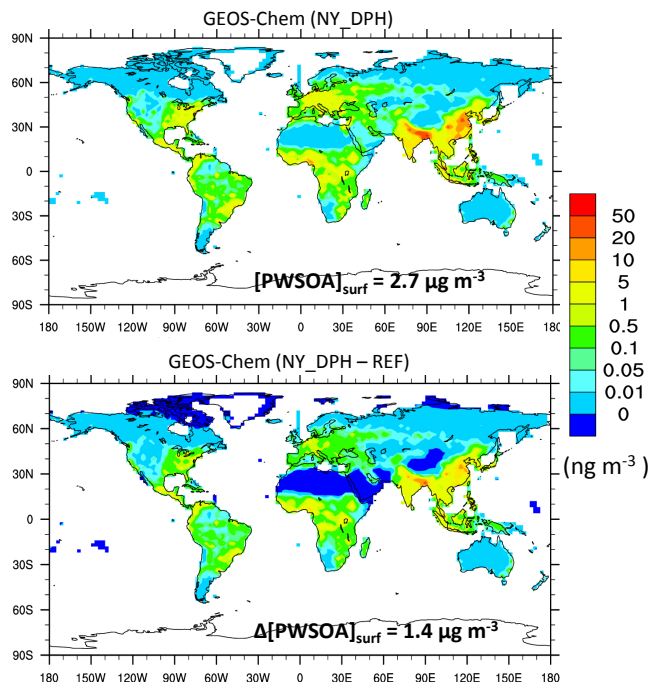 GEOS-Chem (NY_DPH)
90N
60N
30N
0
30S
60S
90S
[PWSOA]surf = 2.7 µg m-3
180 150W 120W 90W 60W 30W 0 30E 60E 90E 120E 150E 180
GEOS-Chem (NY_DPH – REF)
90N
60N
30N
0
30S
60S
90S
Δ[PWSOA]surf = 1.4 µg m-3
180 150W 120W 90W 60W 30W 0 30E 60E 90E 120E 150E 180
50
20
10
5
1
0.5
0.1
0.05
0.01
0
(ng m-3 )